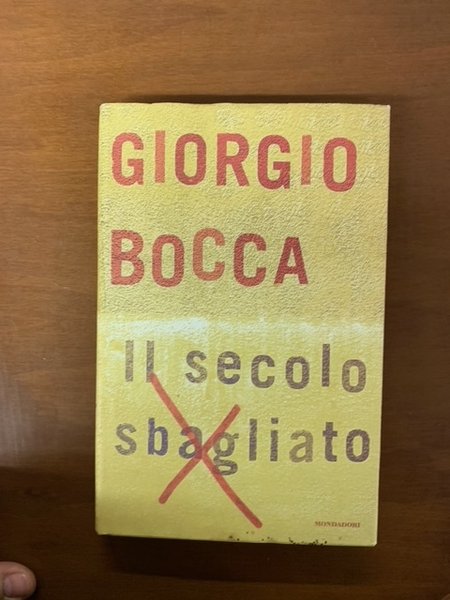 GIORGIO
BOCCA
Il secolo
sbagliato
MONDADORI